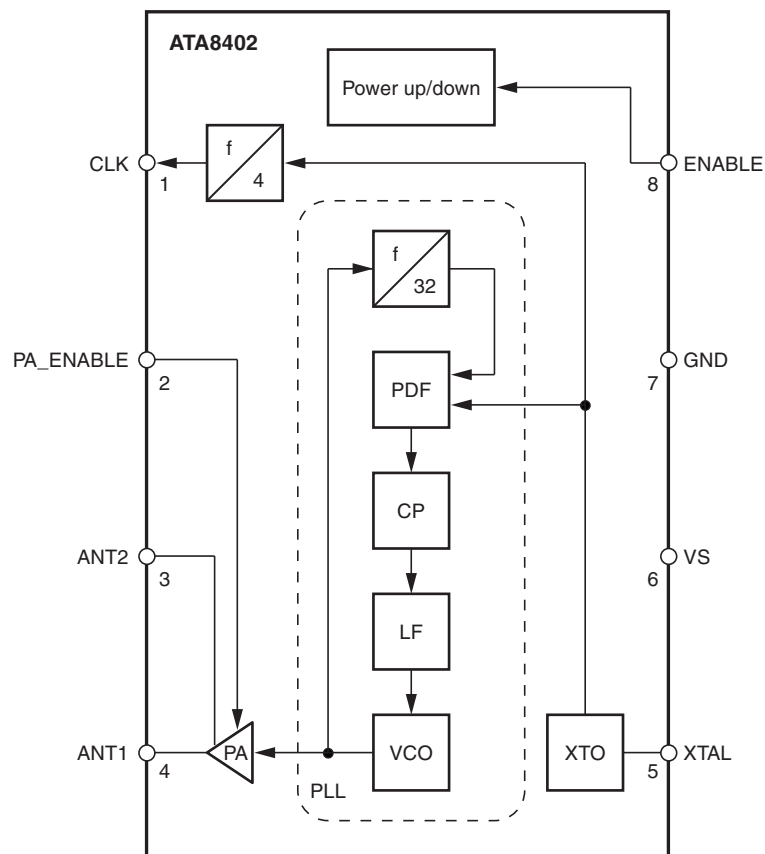 ATA8402
Power up/down
CLK
1
f
4
8
ENABLE
f
32
PA_ENABLE
2
PDF
7
GND
CP
ANT2
3
6
VS
LF
ANT1
4
PA
VCO
XTO
5
XTAL
PLL